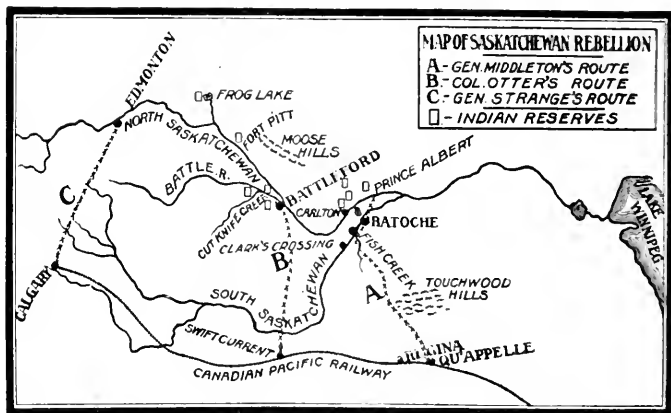 MAP OF SASKATCHEWAN REBELLION
A.-GEN. MIDDLETON'S ROUTE
B.-COL. OTTER'S ROUTE
C.-GEN. STRANGE'S ROUTE
▯.-INDIAN RESERVES
EDMONTON
FROG LAKE
NORTH SASKATCHEWAN
FORT PITT
MOOSE
HILLS
BATTLE R.
BATTLEFORD
PRINCE ALBERT
CUT KNIFE CREE
CARLTON
BATOCHE
C
CLARK'S CROSSING
FISH CREEK
B
A
LAKE
WINNIPEG
CALGARY
SOUTH SASKATCHEWAN
TOUCHWOOD
HILLS
SWIFT CURRENT
REGINA
QU'APPELLE
CANADIAN PACIFIC RAILWAY